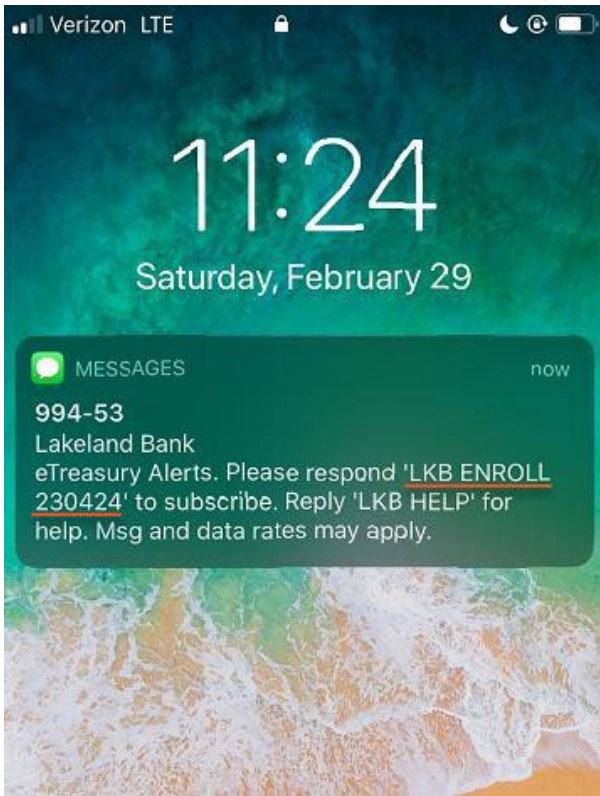 Verizon LTE
11:24
Saturday, February 29
MESSAGES now
994-53
Lakeland Bank
eTreasury Alerts. Please respond 'LKB ENROLL
230424' to subscribe. Reply 'LKB HELP' for
help. Msg and data rates may apply.